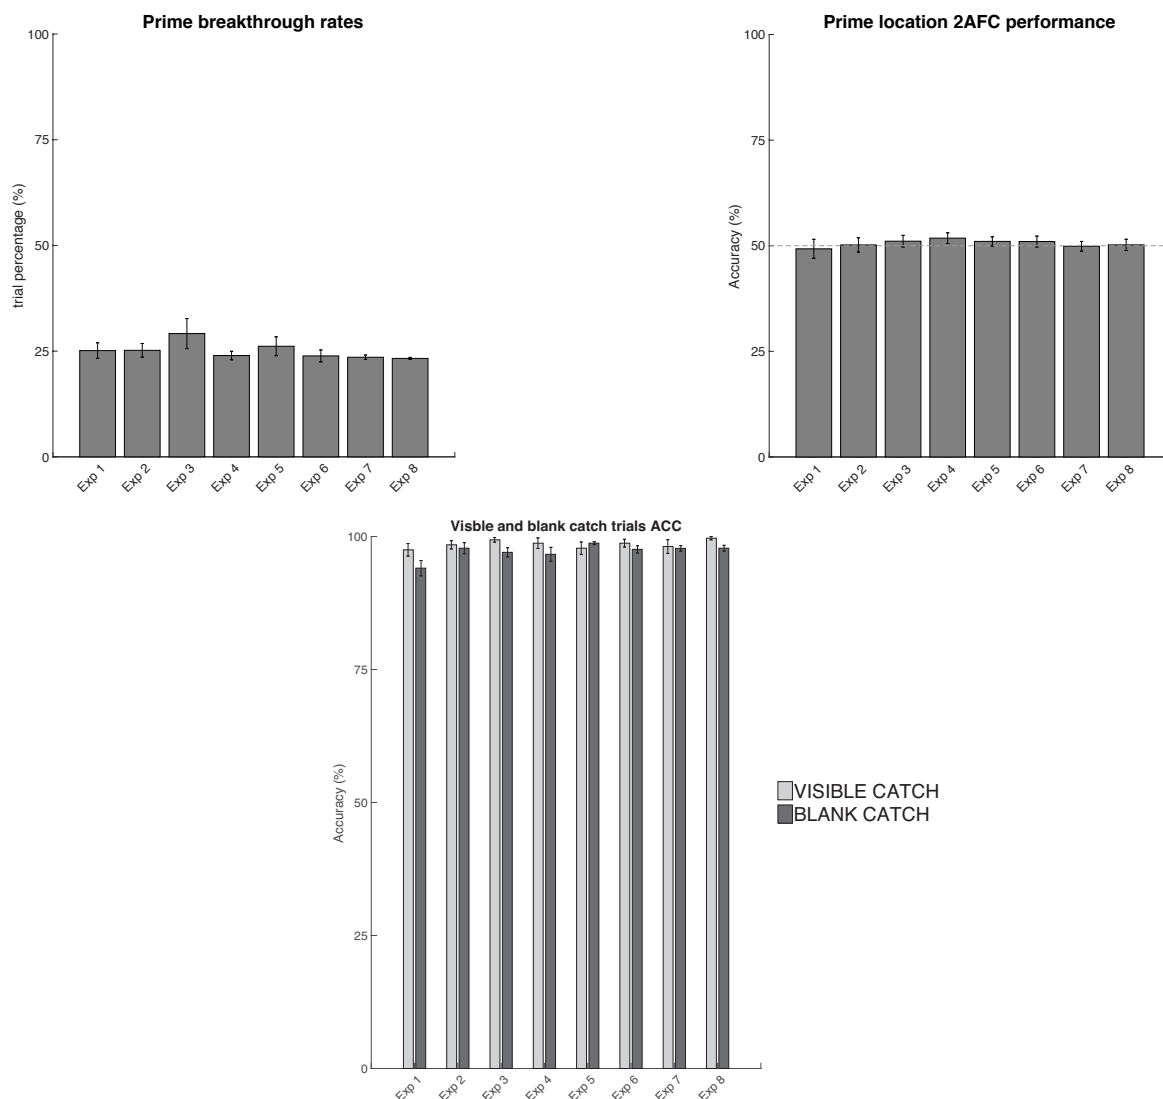 Prime breakthrough rates
100
75
50
25
0
trial percentage (%)
Exp 1
Exp 2
Exp 3
Exp 4
Exp 5
Exp 6
Exp 7
Exp 8
Prime location 2AFC performance
100
75
50
25
0
Accuracy (%)
Exp 1
Exp 2
Exp 3
Exp 4
Exp 5
Exp 6
Exp 7
Exp 8
Visble and blank catch trials ACC
100
75
50
25
0
Accuracy (%)
Exp 1
Exp 2
Exp 3
Exp 4
Exp 5
Exp 6
Exp 7
Exp 8
VISIBLE CATCH
BLANK CATCH